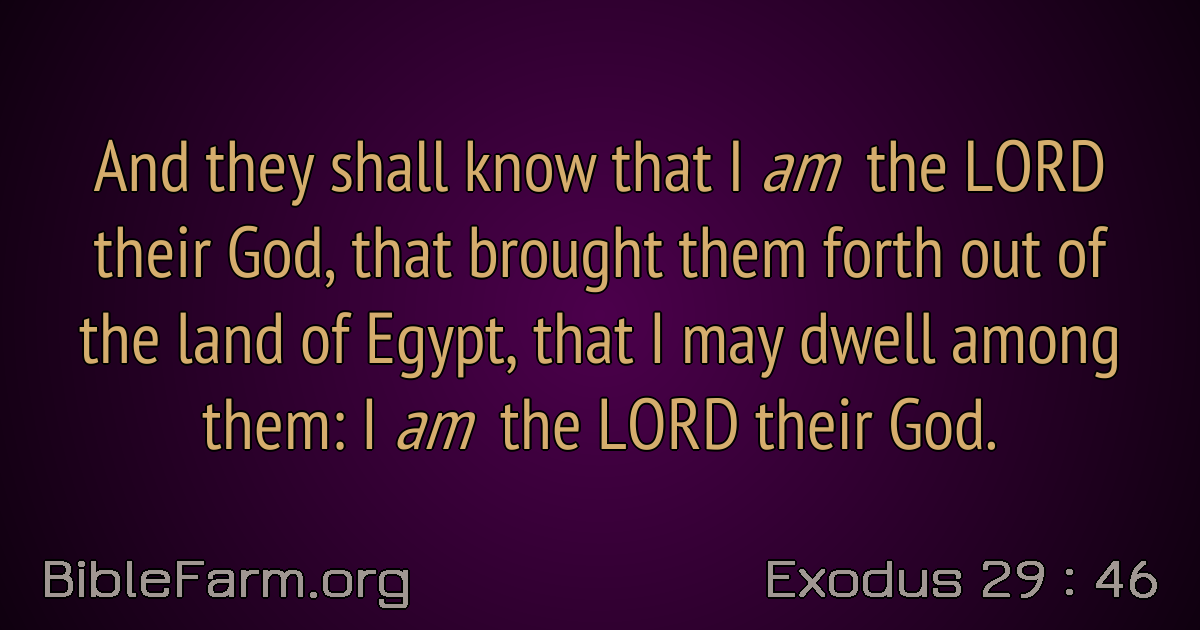 And they shall know that I am the LORD
their God, that brought them forth out of
the land of Egypt, that I may dwell among
them: I am the LORD their God.
BibleFarm.org
Exodus 29 : 46